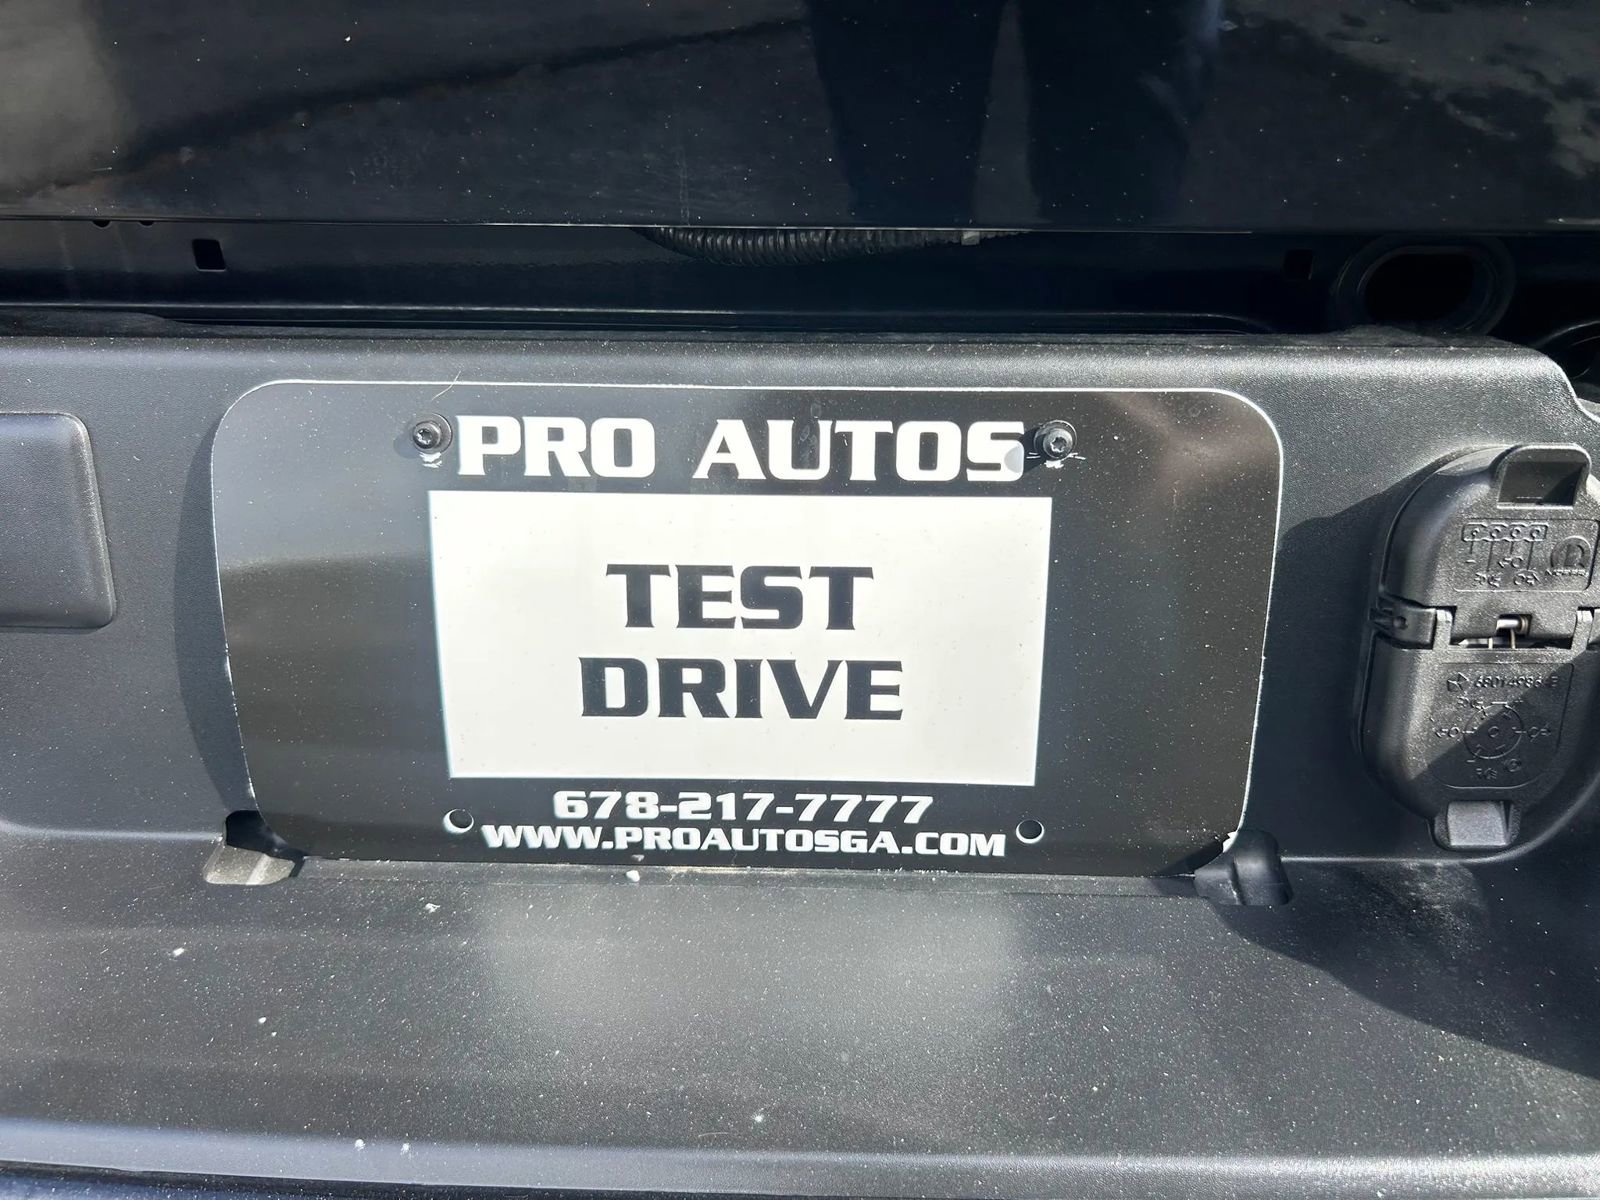 PRO AUTOS
TEST
DRIVE
678-217-7777
WWW.PROAUTOSGA.COM